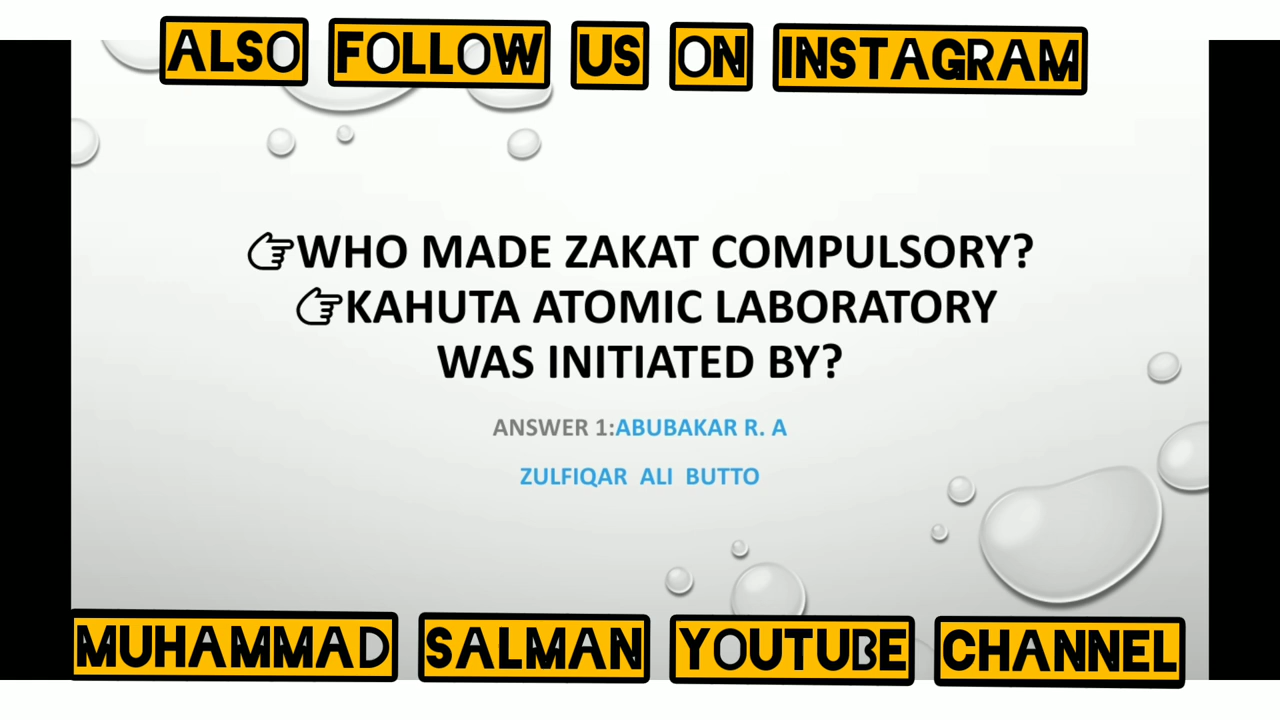 ALSO FOLLOW US ON INSTAGRAM
👉WHO MADE ZAKAT COMPULSORY?
👉KAHUTA ATOMIC LABORATORY
WAS INITIATED BY?
ANSWER 1:ABUBAKAR R. A
ZULFIQAR ALI BUTTO
MUHAMMAD SALMAN YOUTUBE CHANNEL